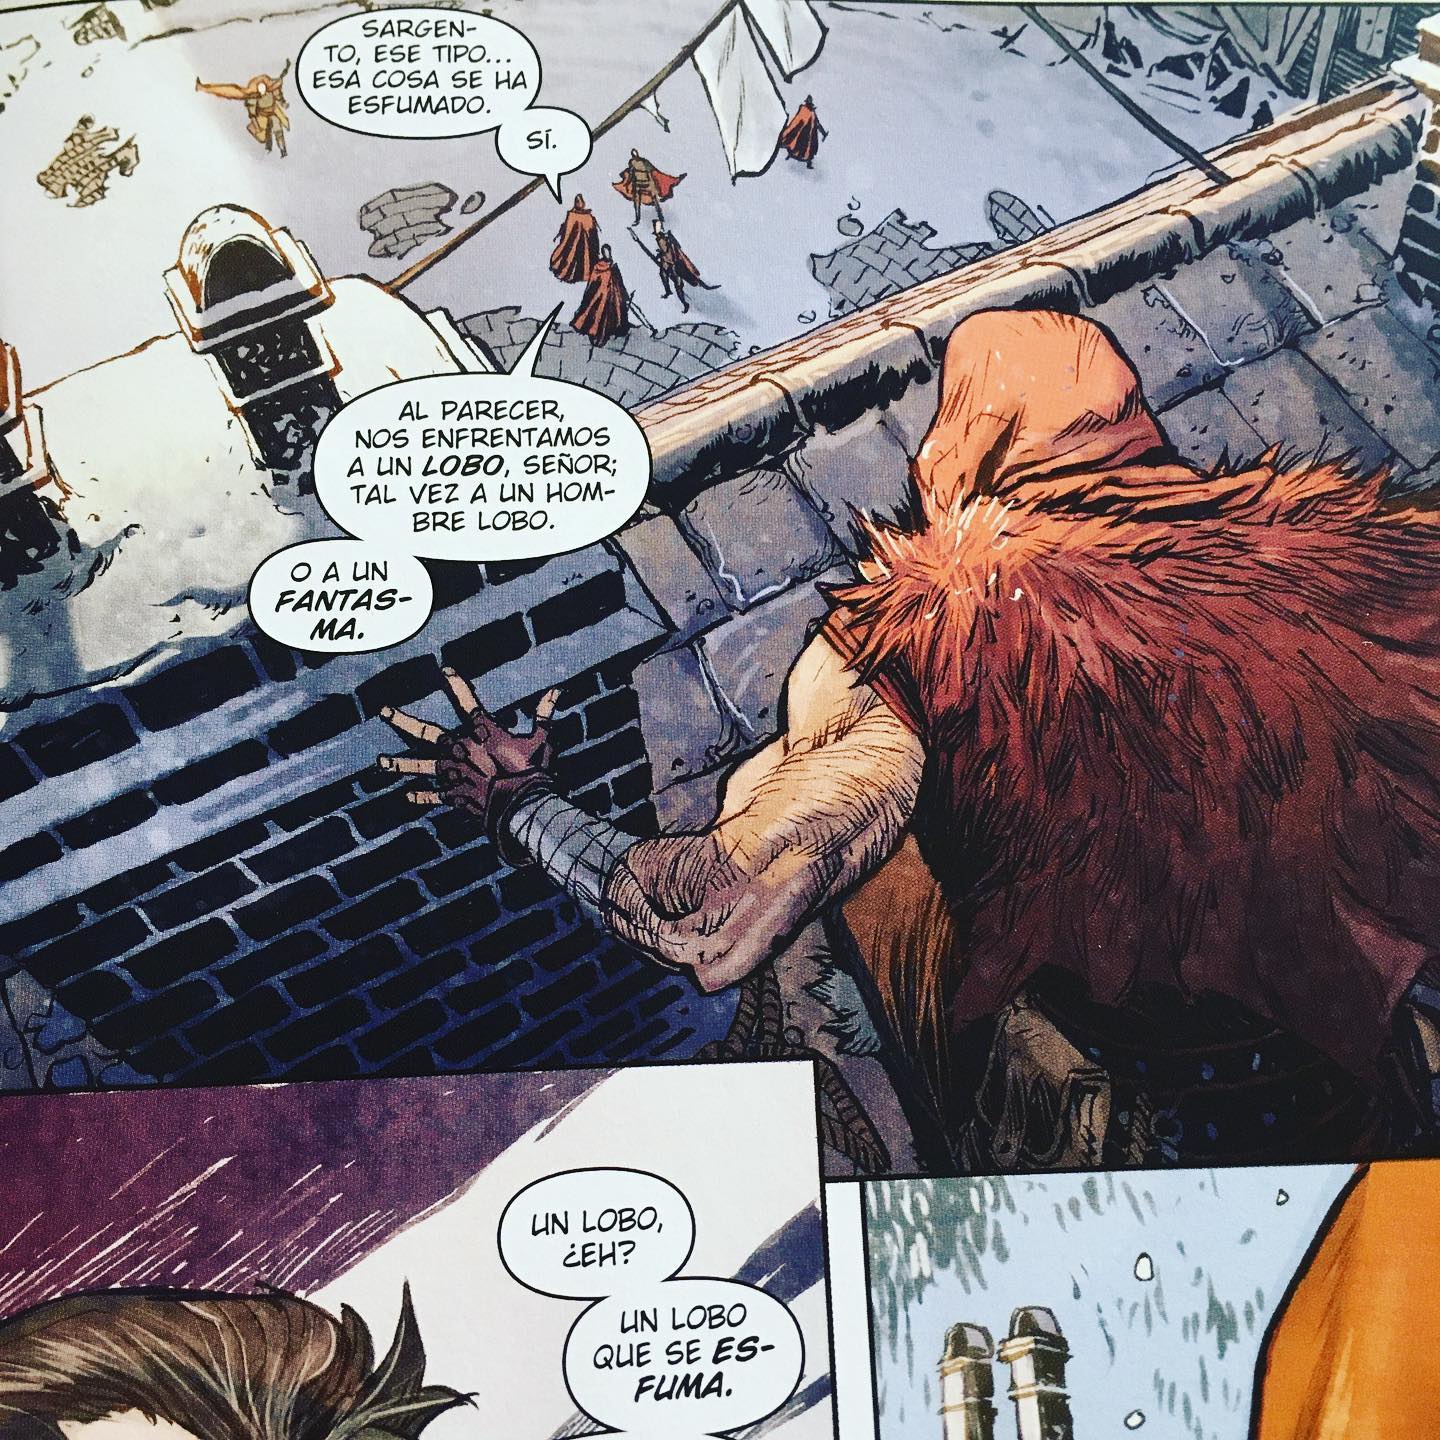 SARGEN-
TO, ESE TIPO...
ESA COSA SE HA
ESFUMADO.
SÍ.
AL PARECER,
NOS ENFRENTAMOS
A UN LOBO, SEÑOR;
TAL VEZ A UN HOM-
BRE LOBO.
O A UN
FANTAS-
MA.
UN LOBO,
¿EH?
UN LOBO
QUE SE ES-
FUMA.